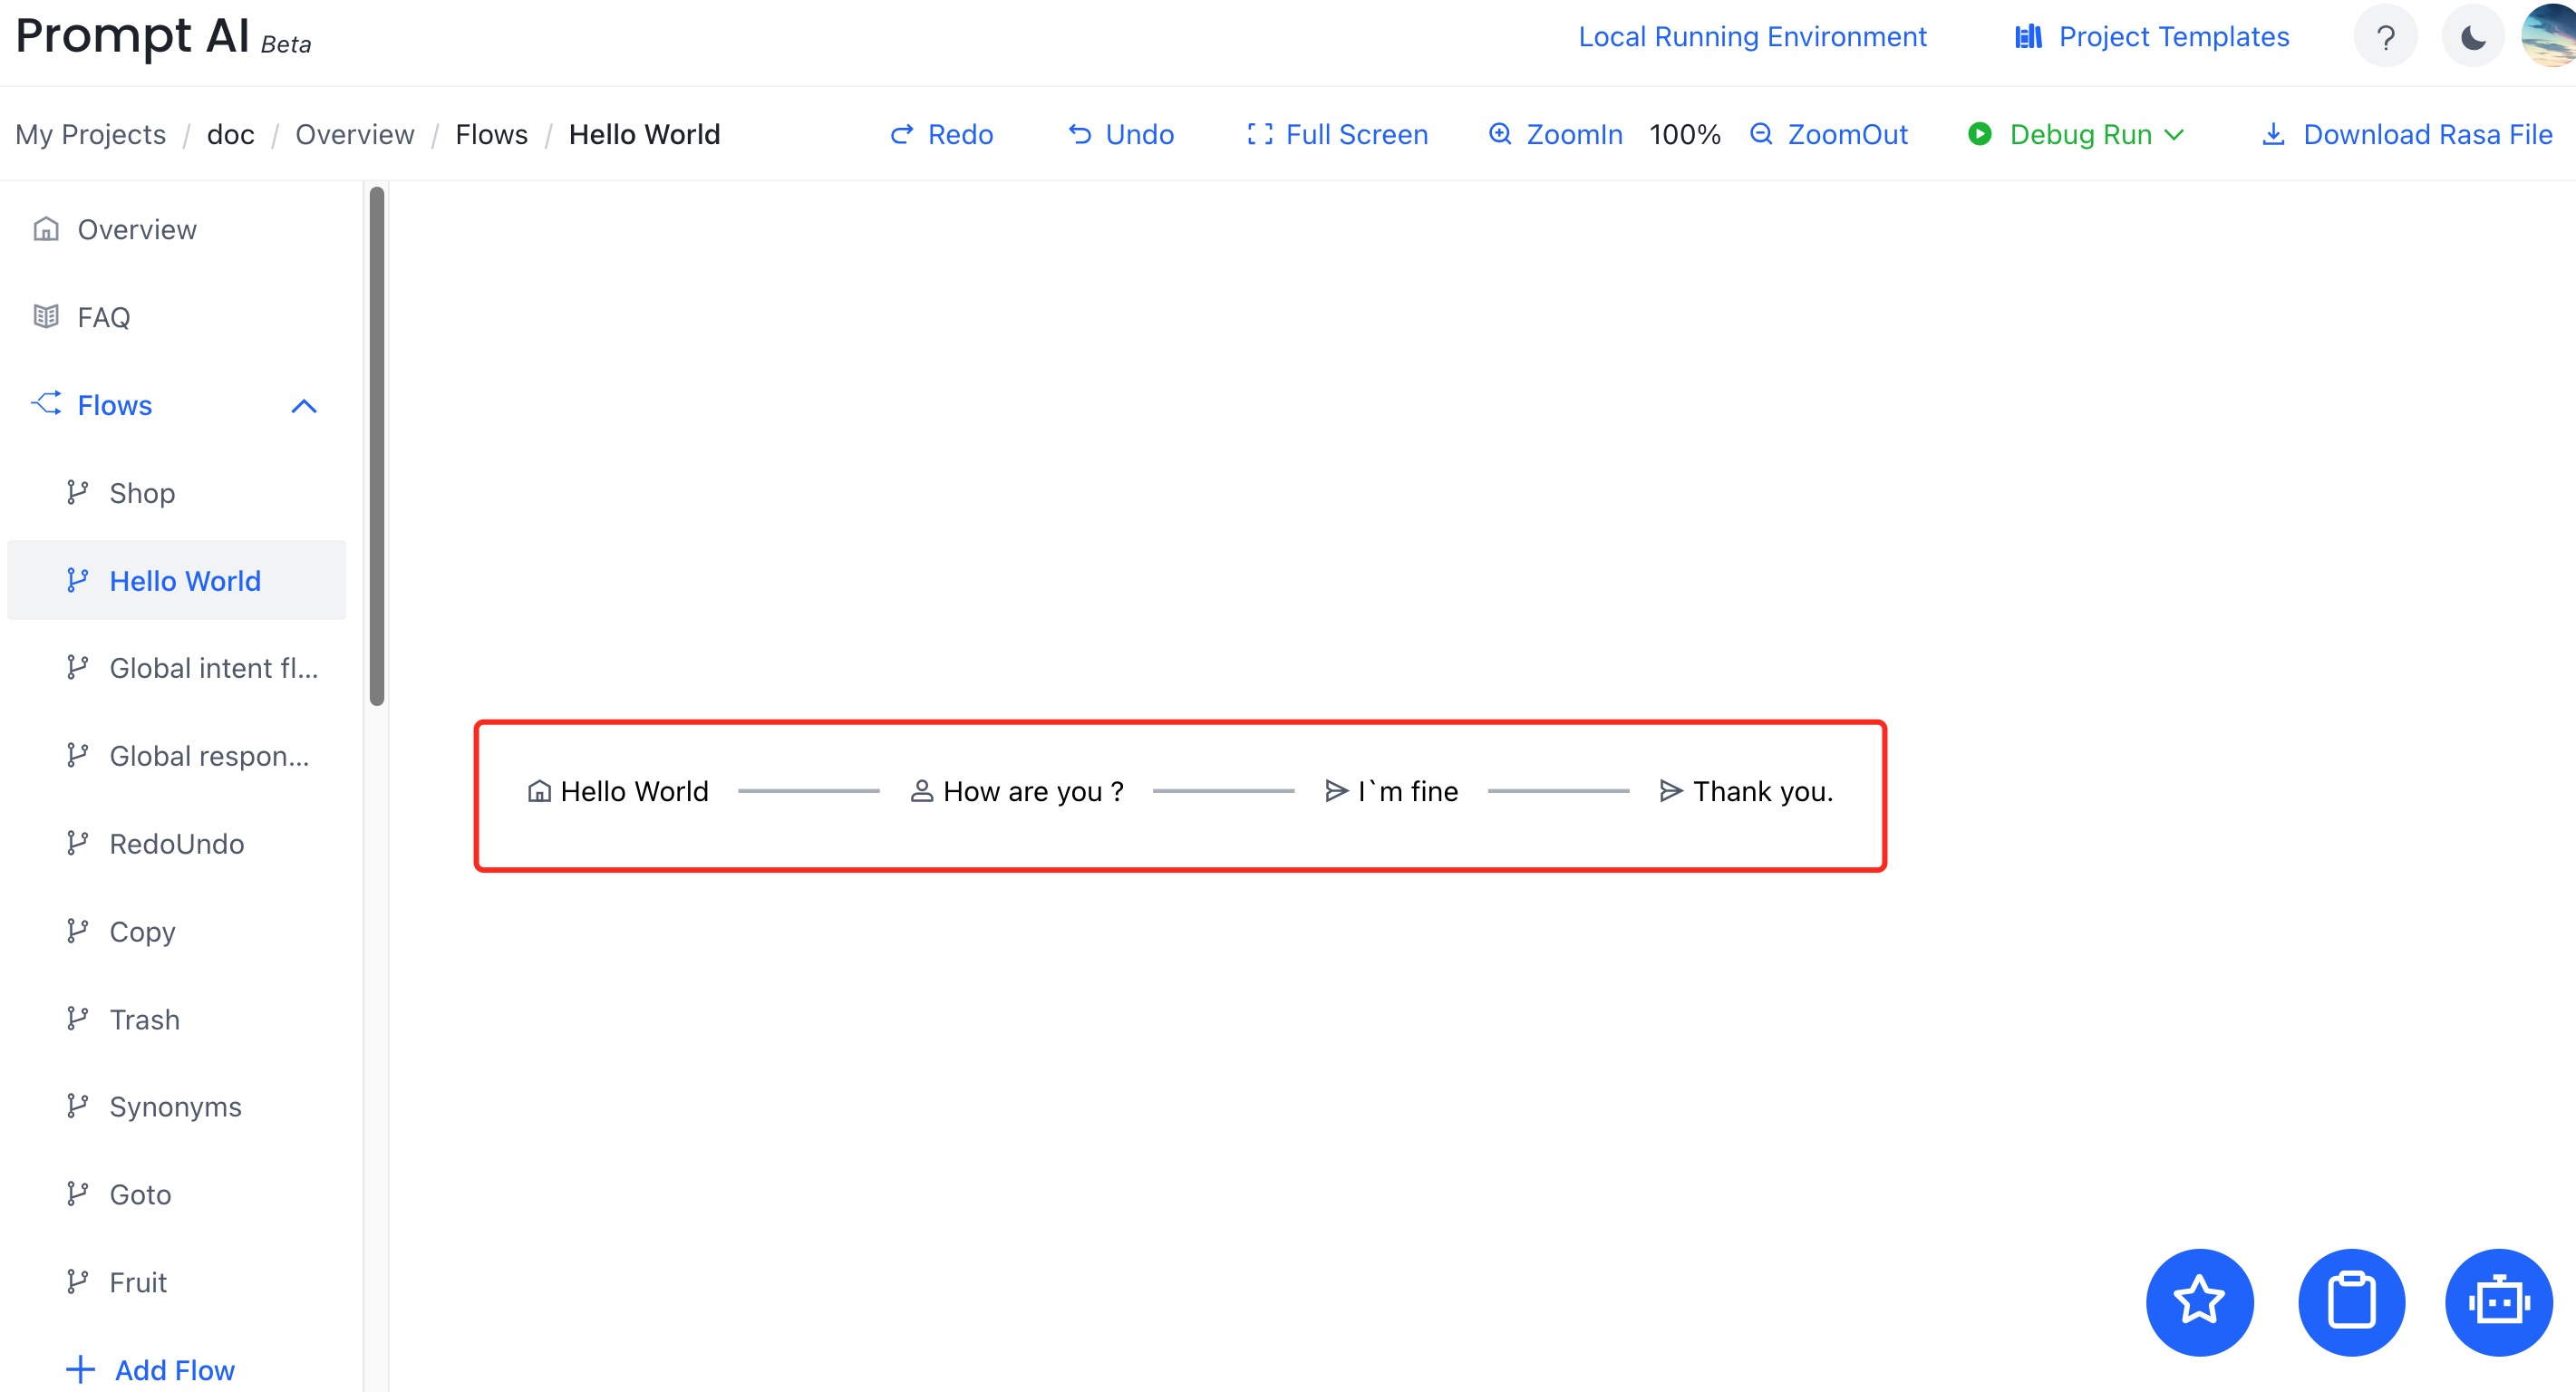 Prompt AI Beta
Local Running Environment
Project Templates
?
My Projects / doc / Overview / Flows / Hello World
Redo
Undo
Full Screen
ZoomIn 100% ZoomOut
Debug Run
Download Rasa File
Overview
FAQ
Flows
Shop
Hello World
Global intent fl...
Global respon...
RedoUndo
Copy
Trash
Synonyms
Goto
Fruit
Add Flow
Hello World
How are you ?
I`m fine
Thank you.